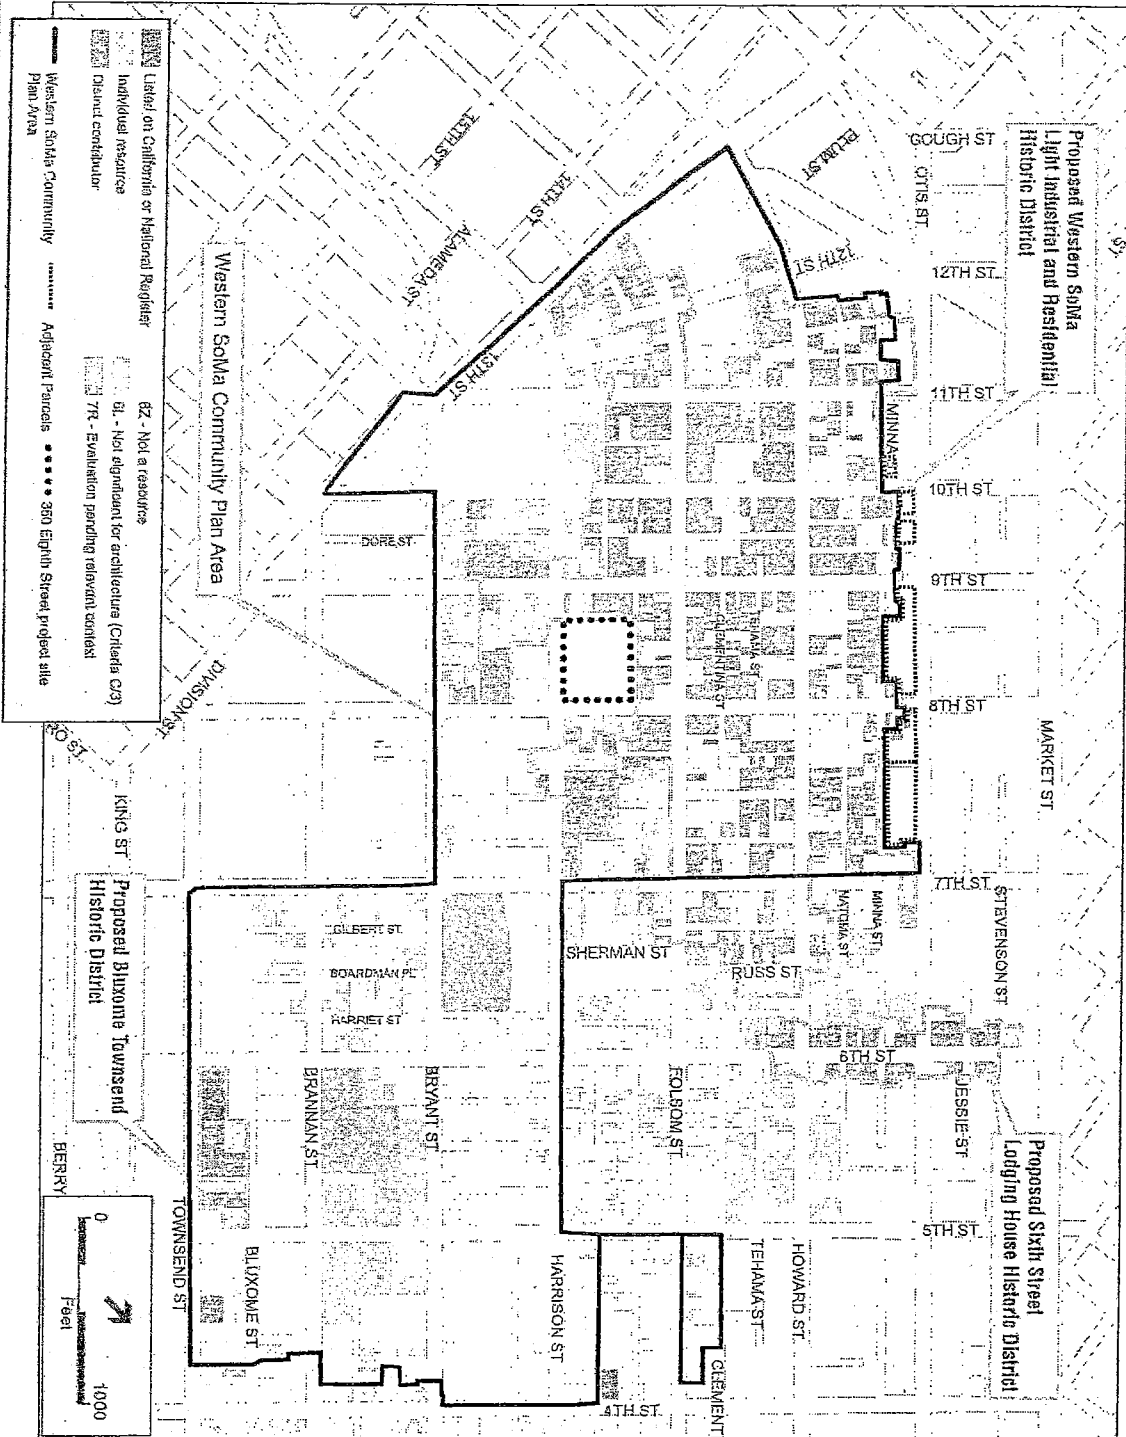 Proposed Western SoMa
Light Industrial and Residential
Historic District
GOUGH ST
OTIS ST
PLUM ST
12TH ST
12TH ST
15TH ST
14TH ST
ALAMEDA ST
13TH ST
11TH ST
MINNA
10TH ST
9TH ST
8TH ST
MARKET ST
7TH ST
STEVENSON ST
DORE ST
TEHAMA ST
CLEMENTINA ST
Western SoMa Community Plan Area
DIVISION ST
KING ST
Proposed Bluxome Townsend
Historic District
GILBERT ST
BOARDMAN PL
HARRIET ST
SHERMAN ST
RUSS ST
NATOMA ST
MINNA ST
6TH ST
JESSIE ST
Proposed Sixth Street
Lodging House Historic District
5TH ST
FOLSOM ST
BRYANT ST
BRANNAN ST
BERRY
TOWNSEND ST
BLUXOME ST
HARRISON ST
TEHAMA ST
HOWARD ST
CLEMENT
4TH ST
Listed on California or National Register
Individual resource
District contributor
6Z - Not a resource
6L - Not significant for architecture (Criteria C/3)
7R - Evaluation pending relevant context
Western SoMa Community
Plan Area
Adjacent Parcels
350 Eighth Street project site
0
1000
Feet